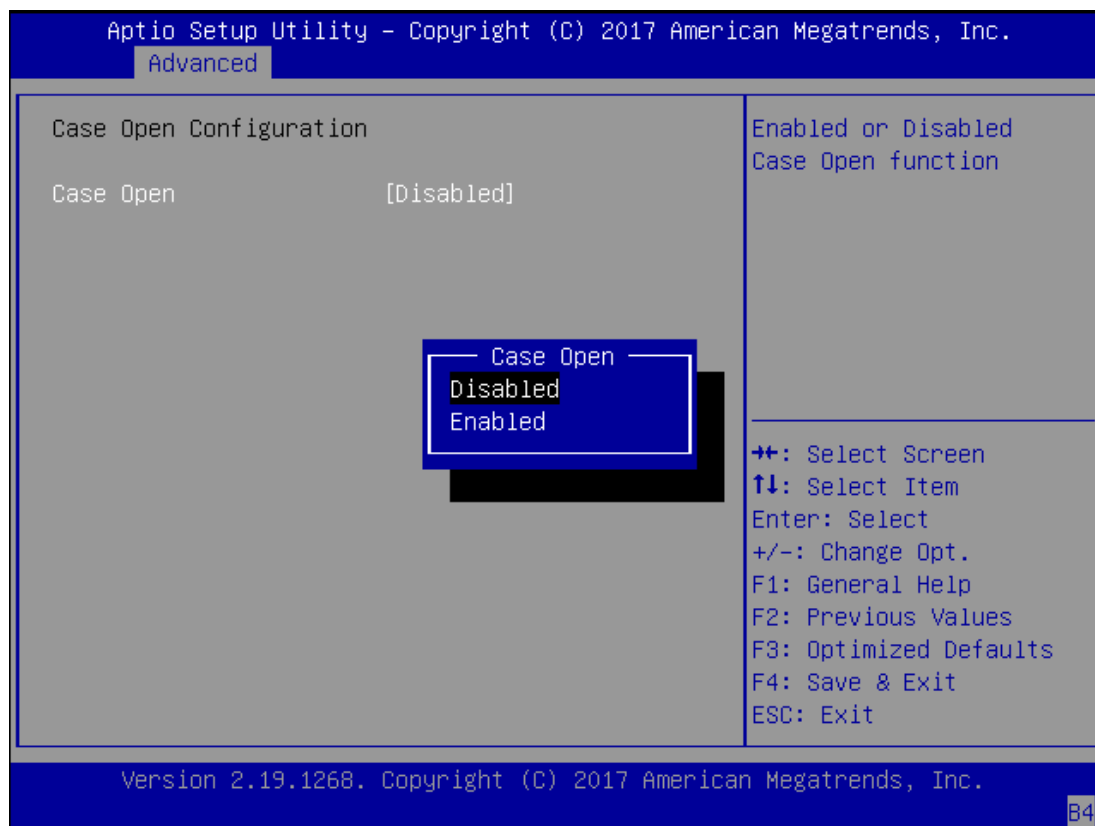 Aptio Setup Utility – Copyright (C) 2017 American Megatrends, Inc.
Advanced
Case Open Configuration
Case Open [Disabled]
Enabled or Disabled
Case Open function
Case Open
Disabled
Enabled
→←: Select Screen
↑↓: Select Item
Enter: Select
+/-: Change Opt.
F1: General Help
F2: Previous Values
F3: Optimized Defaults
F4: Save & Exit
ESC: Exit
Version 2.19.1268. Copyright (C) 2017 American Megatrends, Inc.
B4